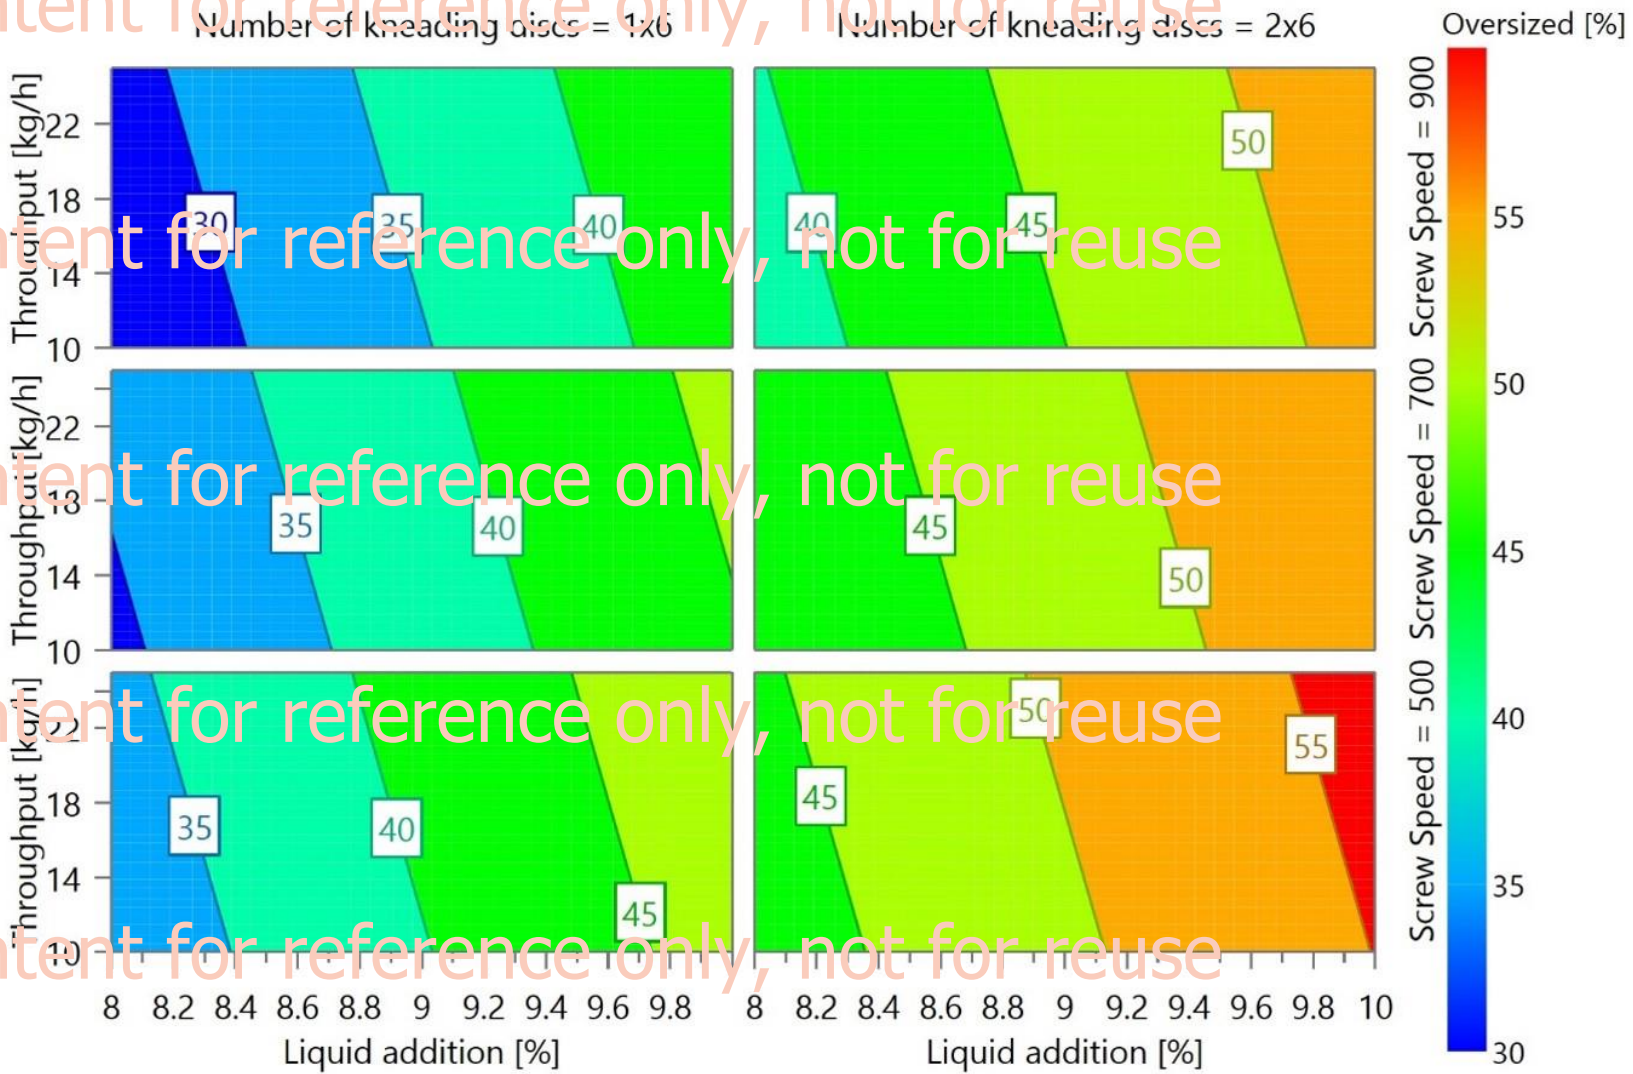 Number of kneading discs = 1x6
Number of kneading discs = 2x6
Oversized [%]
Throughput [kg/h]
22
18
14
10
30
35
40
40
45
50
Screw Speed = 900
Throughput [kg/h]
22
18
14
10
35
40
45
50
Screw Speed = 700
Throughput [kg/h]
22
18
14
10
35
40
45
45
50
55
Screw Speed = 500
8 8.2 8.4 8.6 8.8 9 9.2 9.4 9.6 9.8
8 8.2 8.4 8.6 8.8 9 9.2 9.4 9.6 9.8 10
Liquid addition [%]
Liquid addition [%]
55
50
45
40
35
30
for reference only, not for reuse
for reference only, not for reuse
for reference only, not for reuse
for reference only, not for reuse